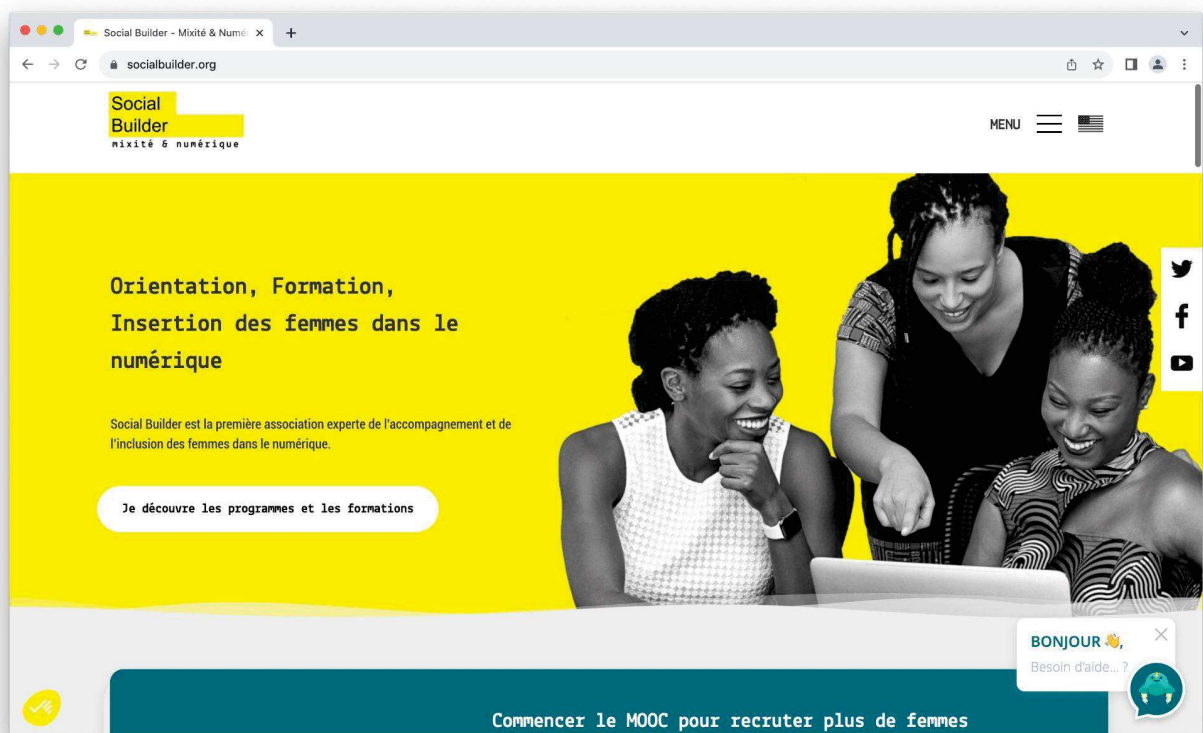 Social Builder - Mixité & Numé
socialbuilder.org
Social
Builder
mixité & numérique
MENU
Orientation, Formation,
Insertion des femmes dans le
numérique
Social Builder est la première association experte de l'accompagnement et de
l'inclusion des femmes dans le numérique.
Je découvre les programmes et les formations
BONJOUR 👋,
Besoin d'aide... ?
Commencer le MOOC pour recruter plus de femmes